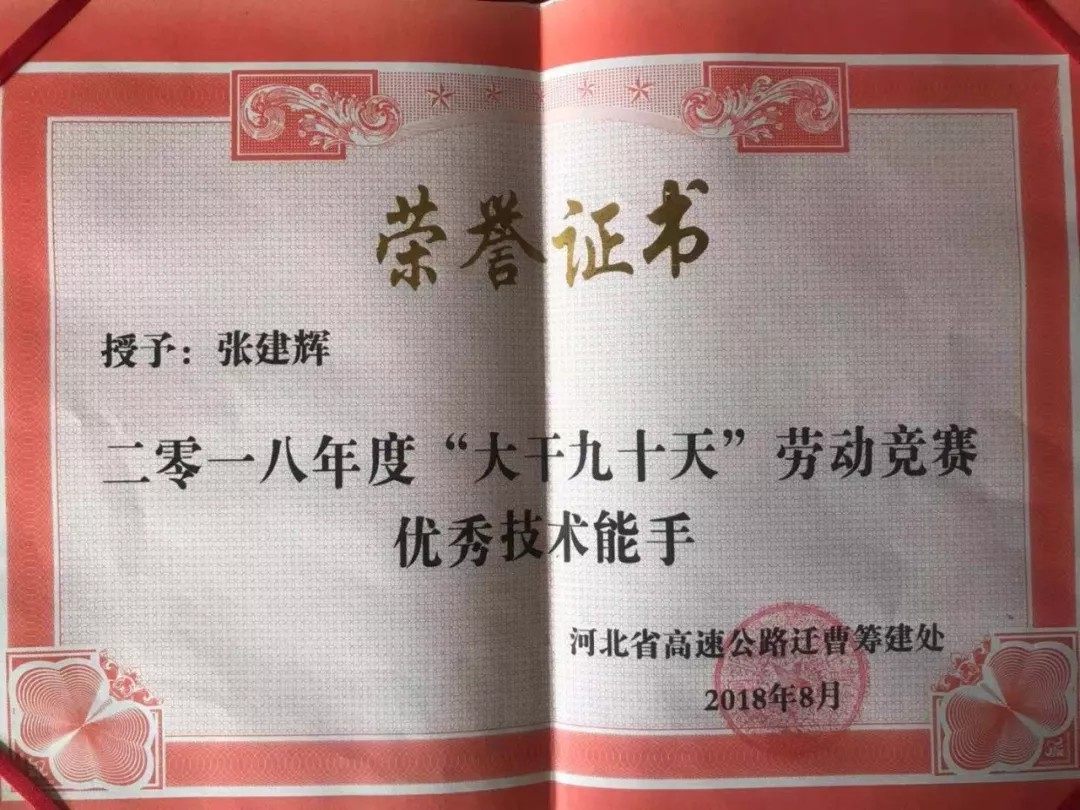 荣誉证书
授予：张建辉
二零一八年度“大干九十天”劳动竞赛
优秀技术能手
河北省高速公路迁曹筹建处
2018年8月